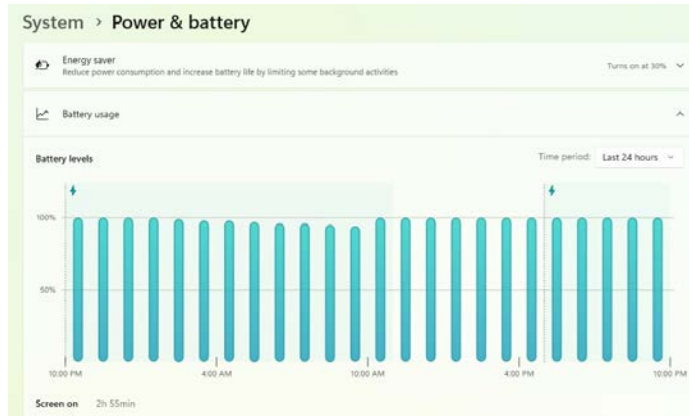 System > Power & battery
Energy saver
Reduce power consumption and increase battery life by limiting some background activities
Turns on at 30%
Battery usage
Battery levels
Time period: Last 24 hours
100%
50%
10:00 PM 4:00 AM 10:00 AM 4:00 PM 10:00 PM
Screen on 2h 55min